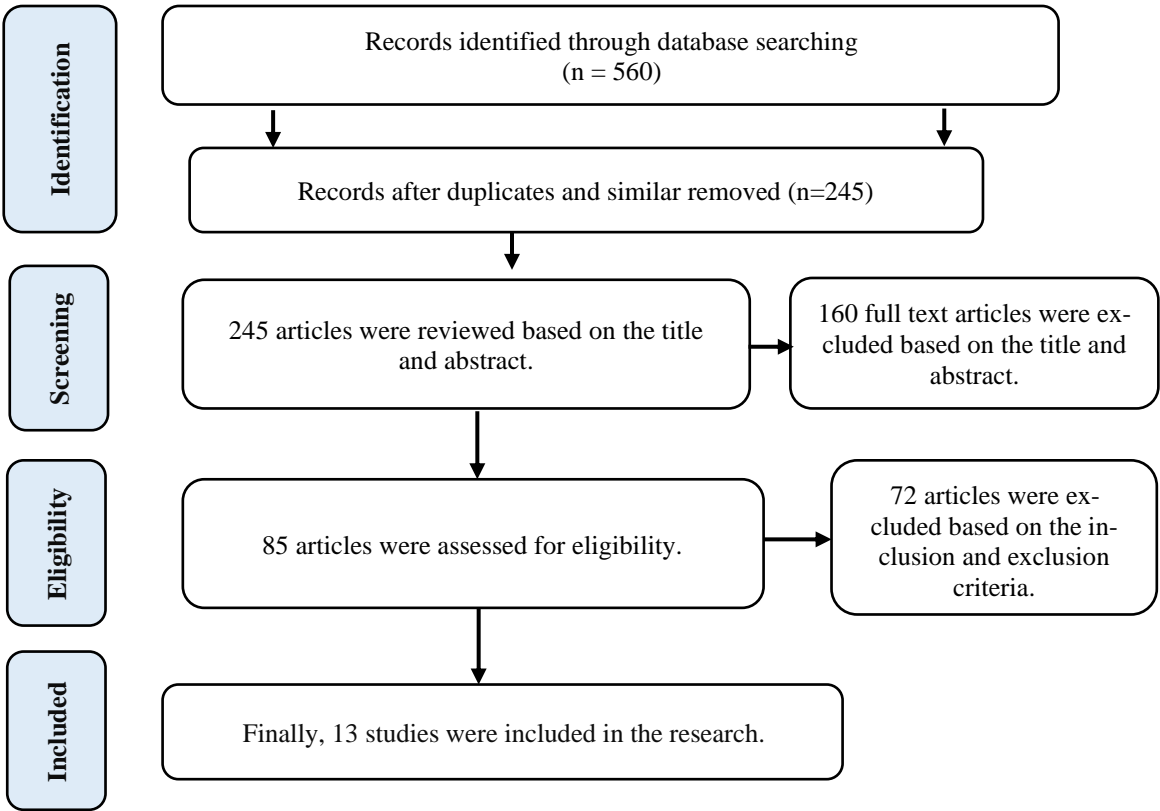 Identification
Records identified through database searching
(n = 560)
Records after duplicates and similar removed (n=245)
Screening
245 articles were reviewed based on the title
and abstract.
160 full text articles were ex-
cluded based on the title and
abstract.
Eligibility
85 articles were assessed for eligibility.
72 articles were ex-
cluded based on the in-
clusion and exclusion
criteria.
Included
Finally, 13 studies were included in the research.